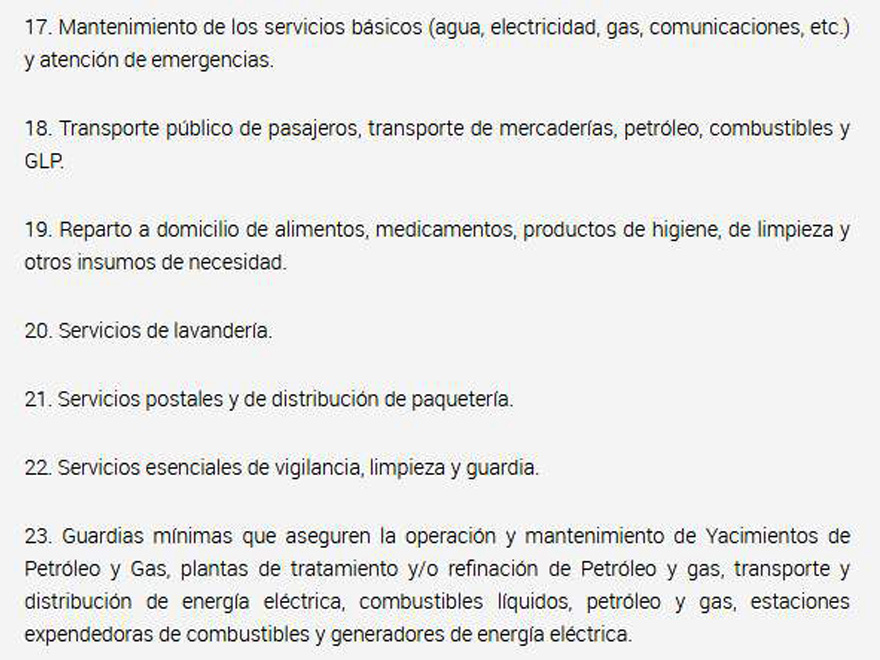 17. Mantenimiento de los servicios básicos (agua, electricidad, gas, comunicaciones, etc.)
y atención de emergencias.
18. Transporte público de pasajeros, transporte de mercaderías, petróleo, combustibles y
GLP.
19. Reparto a domicilio de alimentos, medicamentos, productos de higiene, de limpieza y
otros insumos de necesidad.
20. Servicios de lavandería.
21. Servicios postales y de distribución de paquetería.
22. Servicios esenciales de vigilancia, limpieza y guardia.
23. Guardias mínimas que aseguren la operación y mantenimiento de Yacimientos de
Petróleo y Gas, plantas de tratamiento y/o refinación de Petróleo y gas, transporte y
distribución de energía eléctrica, combustibles líquidos, petróleo y gas, estaciones
expendedoras de combustibles y generadores de energía eléctrica.